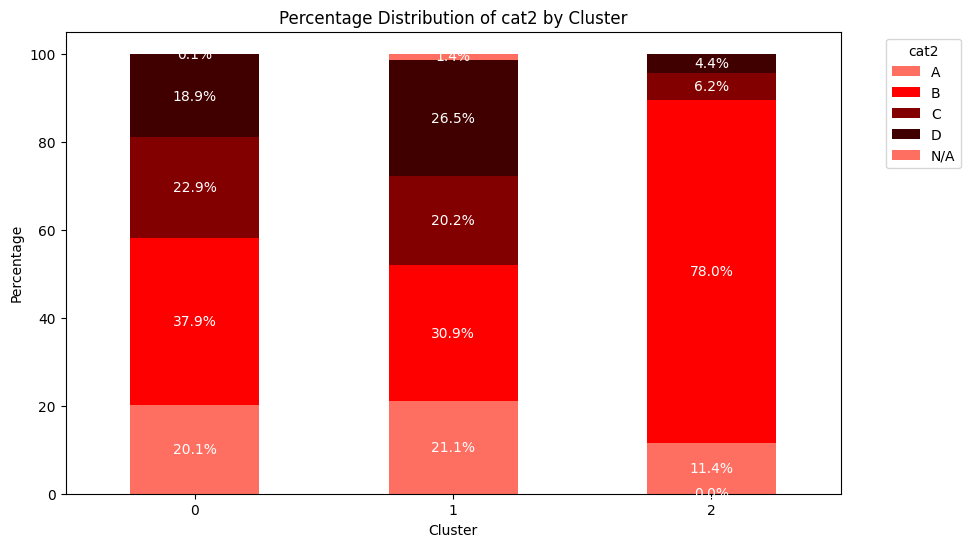 Percentage Distribution of cat2 by Cluster
100
80
60
40
20
0
Percentage
0.1%
18.9%
22.9%
37.9%
20.1%
1.4%
26.5%
20.2%
30.9%
21.1%
4.4%
6.2%
78.0%
11.4%
0.0%
0
1
2
Cluster
cat2
A
B
C
D
N/A